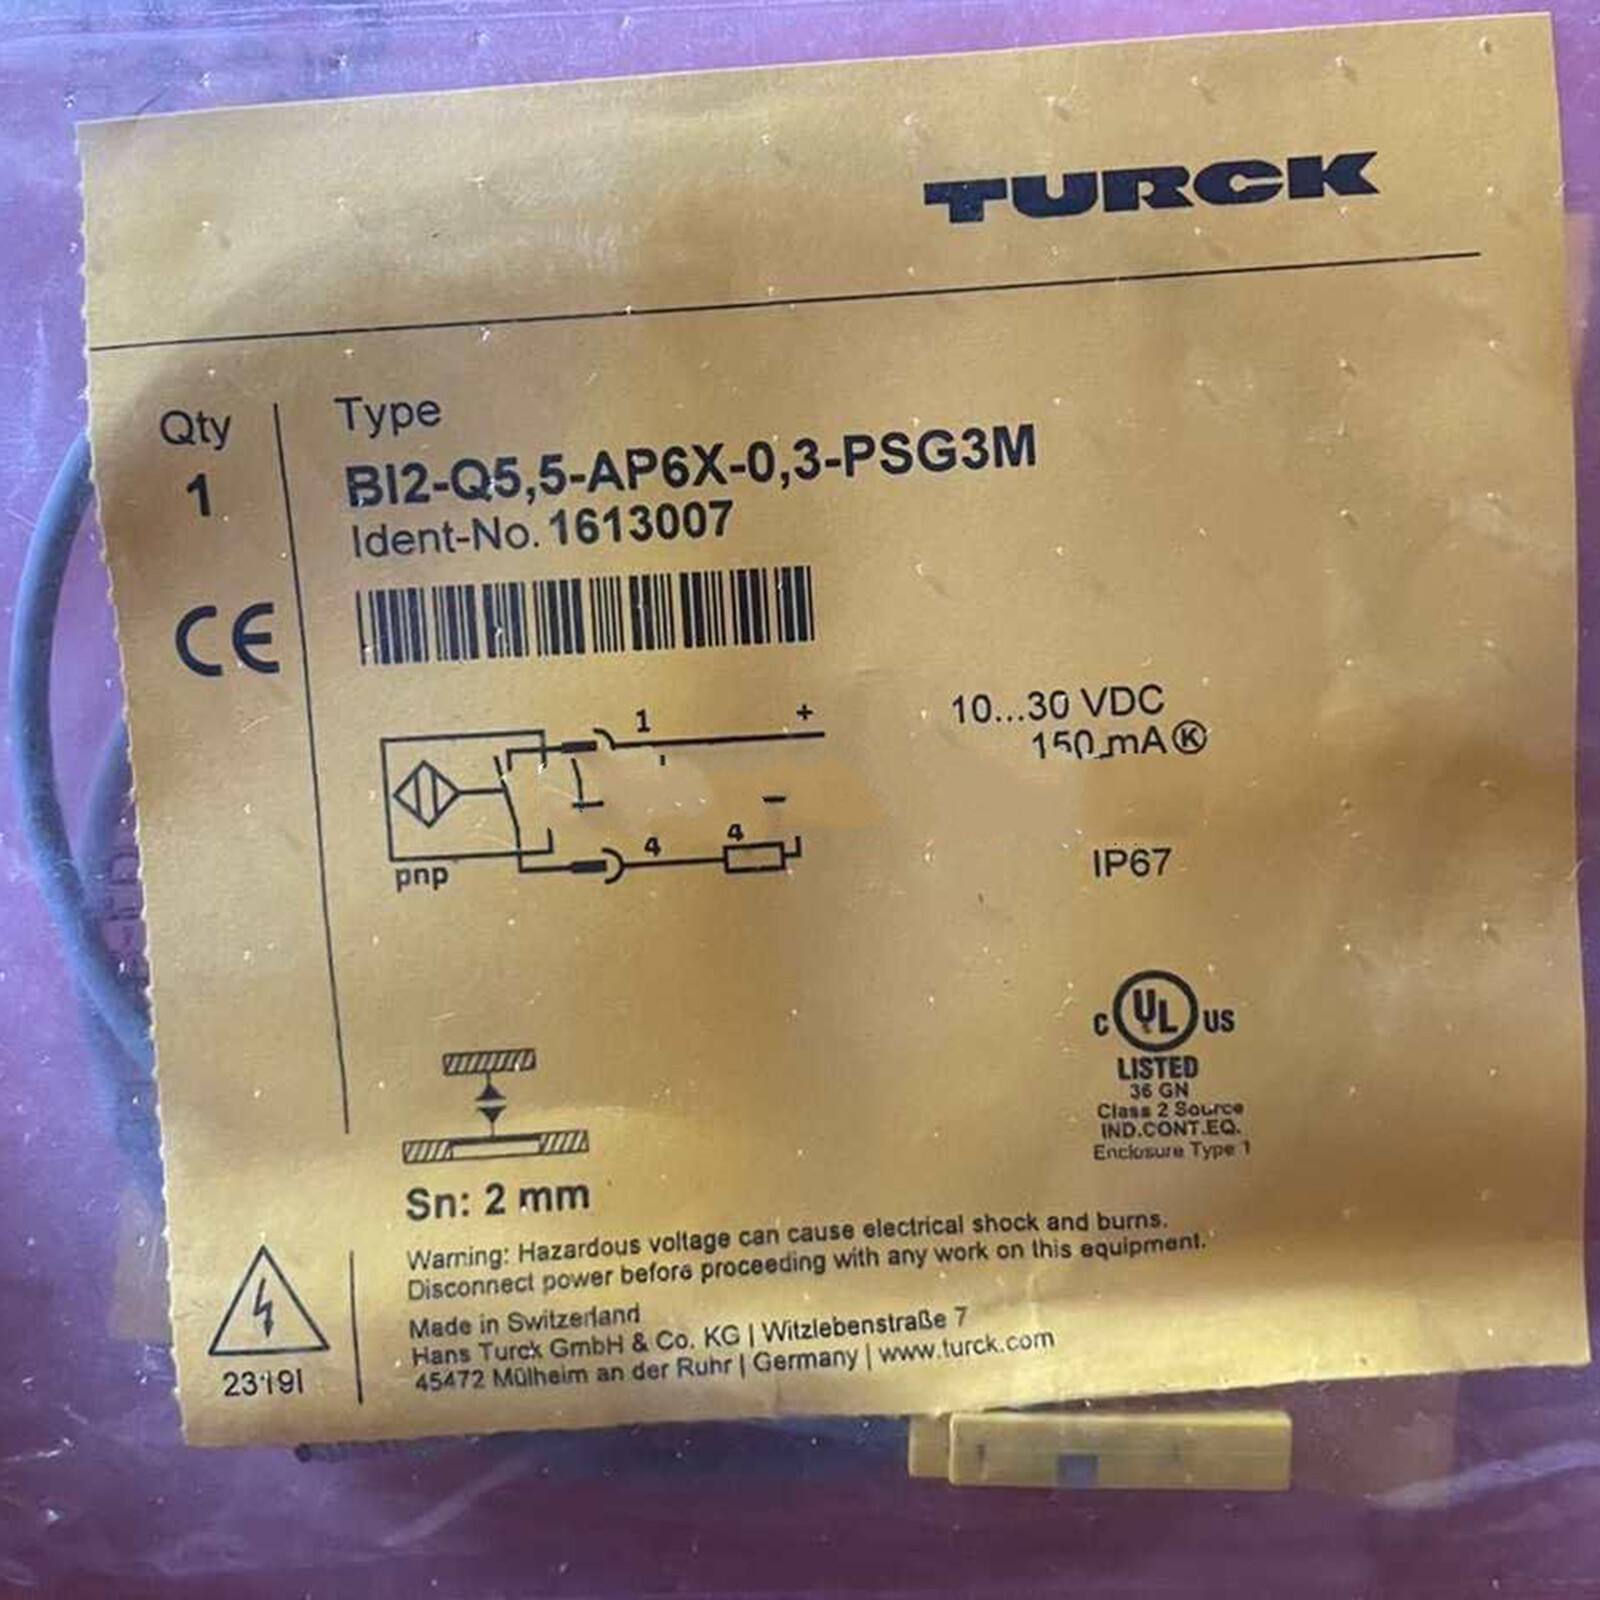 TURCK
Qty
1
Type
BI2-Q5,5-AP6X-0,3-PSG3M
Ident-No. 1613007
CE
1 +
10...30 VDC
150 mA Ⓚ
-
4 4
pnp
IP67
C UL US
LISTED
36 GN
Class 2 Source
IND.CONT.EQ.
Enclosure Type 1
Sn: 2 mm
Warning: Hazardous voltage can cause electrical shock and burns.
Disconnect power before proceeding with any work on this equipment.
Made in Switzerland
Hans Turck GmbH & Co. KG | Witzlebenstraße 7
45472 Mülheim an der Ruhr | Germany | www.turck.com
2319I